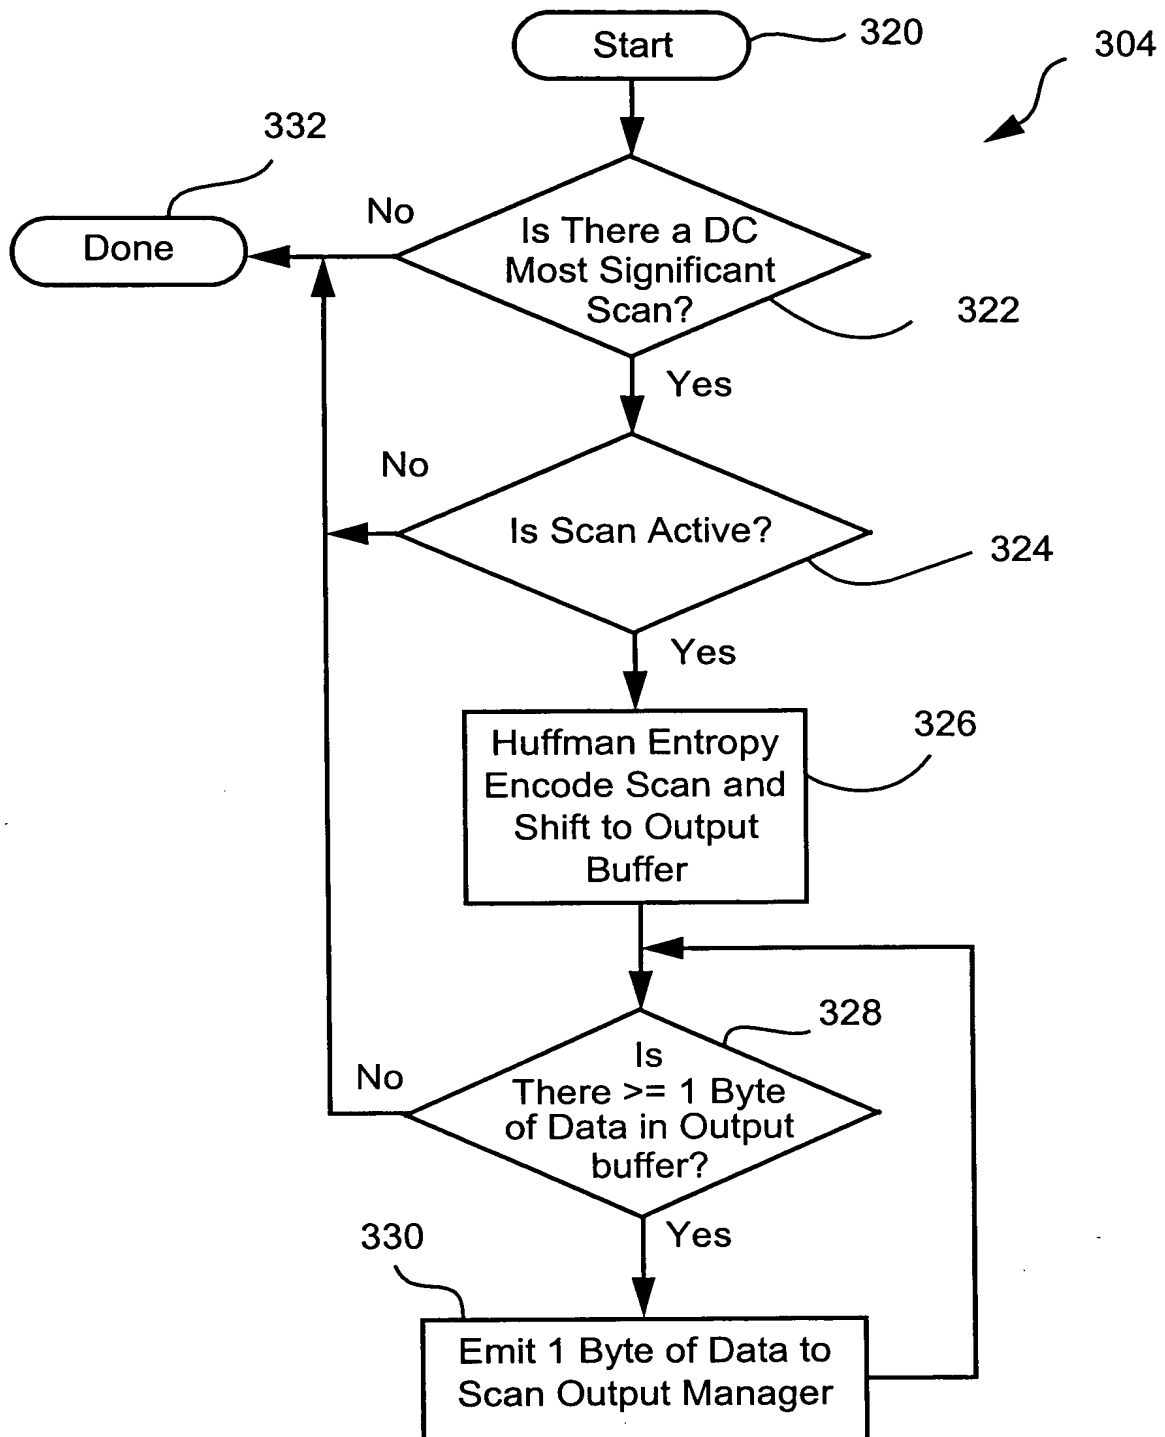 Start
320
304
332
Done
No
Is There a DC
Most Significant
Scan?
322
Yes
No
Is Scan Active?
324
Yes
Huffman Entropy
Encode Scan and
Shift to Output
Buffer
326
328
Is
There >= 1 Byte
of Data in Output
buffer?
No
Yes
330
Emit 1 Byte of Data to
Scan Output Manager